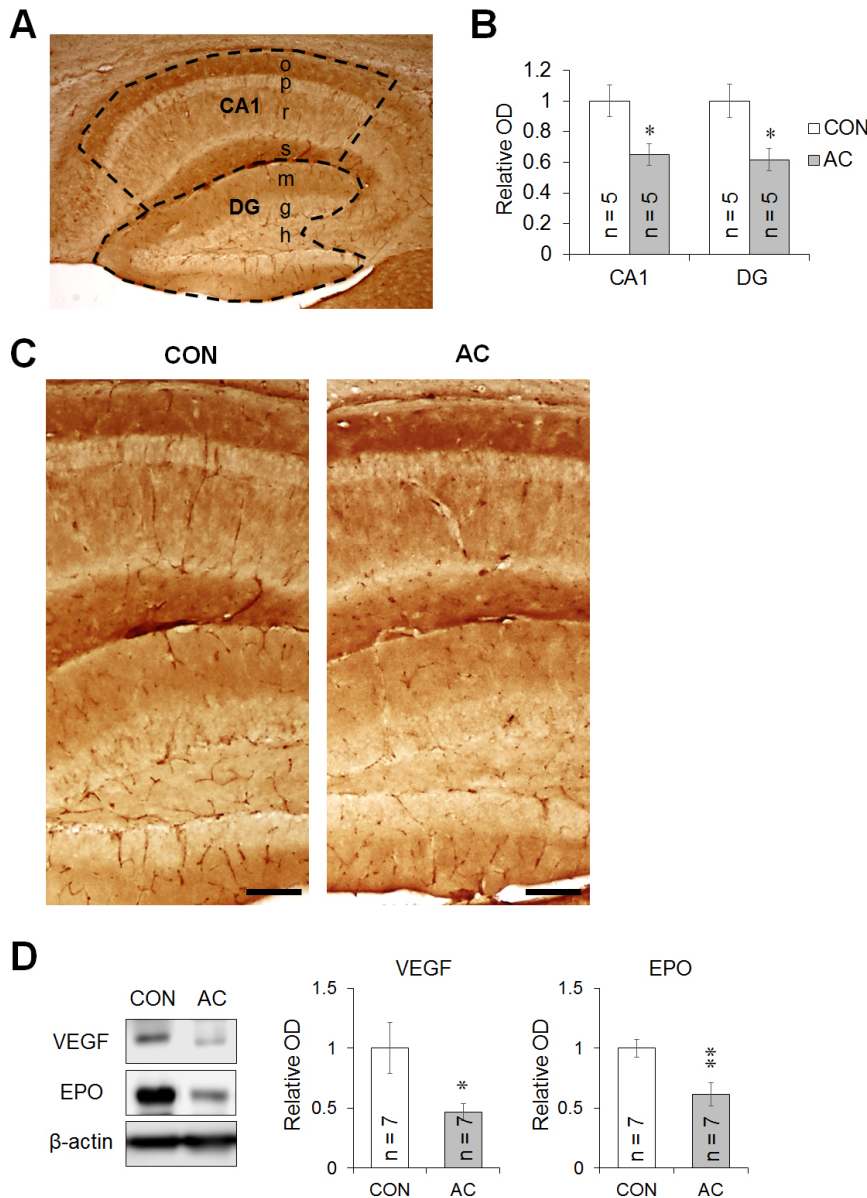 A
o
p
CA1
r
s
m
DG
g
h
B
Relative OD
1.2
1
0.8
0.6
0.4
0.2
0
*
*
n = 5
n = 5
n = 5
n = 5
CA1
DG
CON
AC
C
CON
AC
D
CON
AC
VEGF
EPO
β-actin
VEGF
Relative OD
1.5
1
0.5
0
*
n = 7
n = 7
CON
AC
EPO
Relative OD
1.5
1
0.5
0
**
n = 7
n = 7
CON
AC